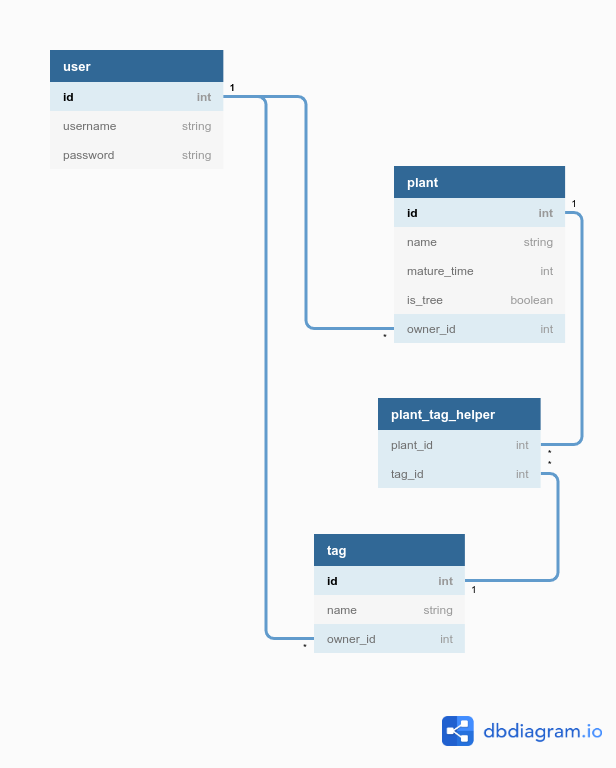 user
id int
username string
password string
1
plant
id int
name string
mature_time int
is_tree boolean
owner_id int
1
*
plant_tag_helper
plant_id int
tag_id int
*
*
tag
id int
name string
owner_id int
1
*
dbdiagram.io